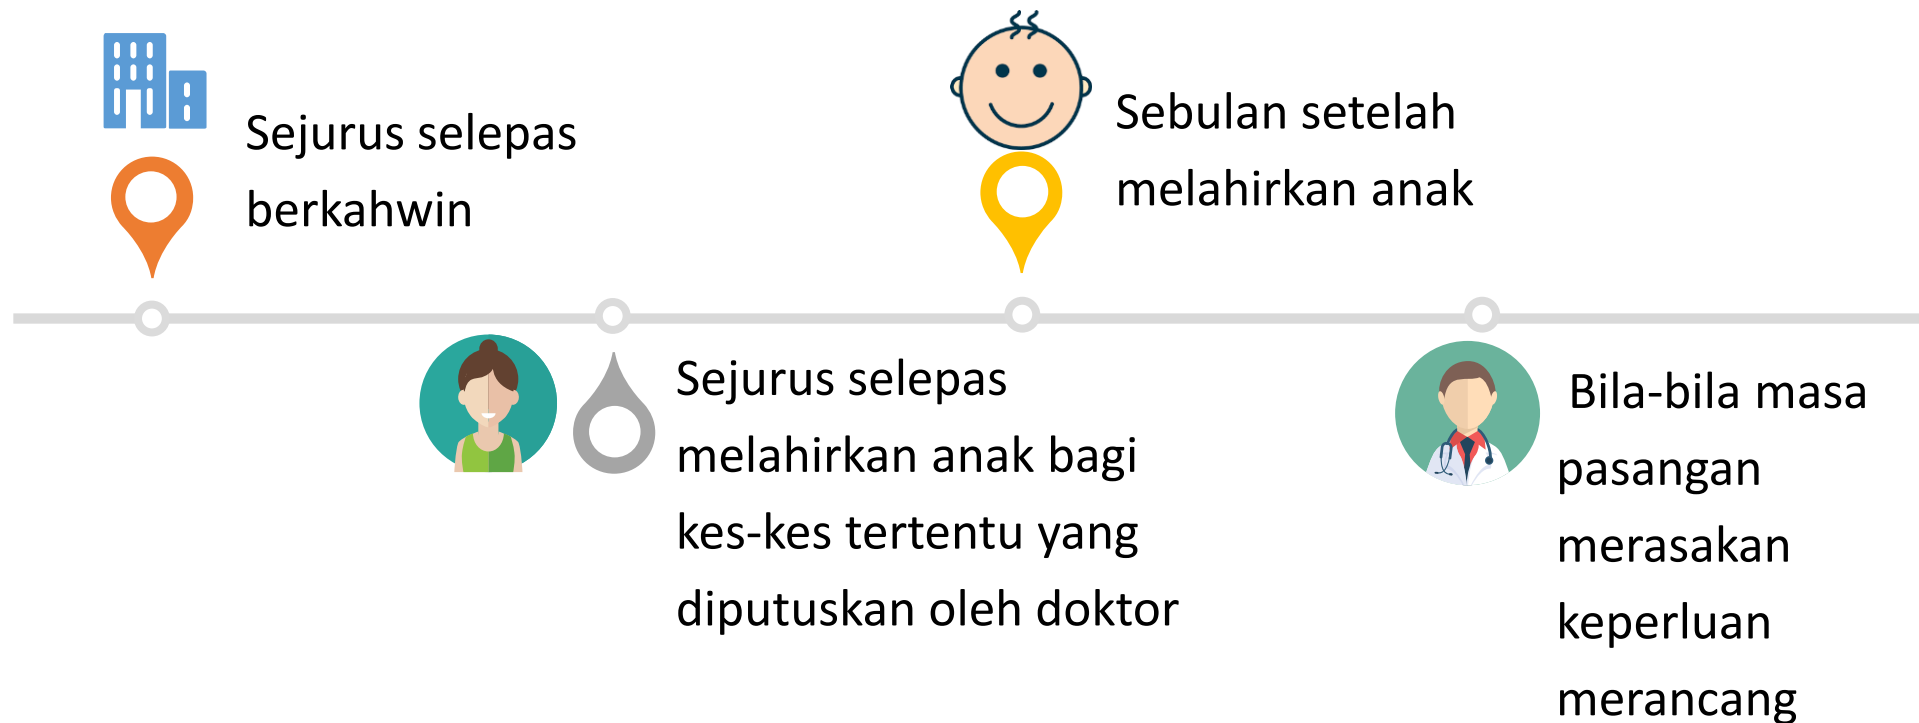 Sejurus selepas
berkahwin
Sebulan setelah
melahirkan anak
Sejurus selepas
melahirkan anak bagi
kes-kes tertentu yang
diputuskan oleh doktor
Bila-bila masa
pasangan
merasakan
keperluan
merancang